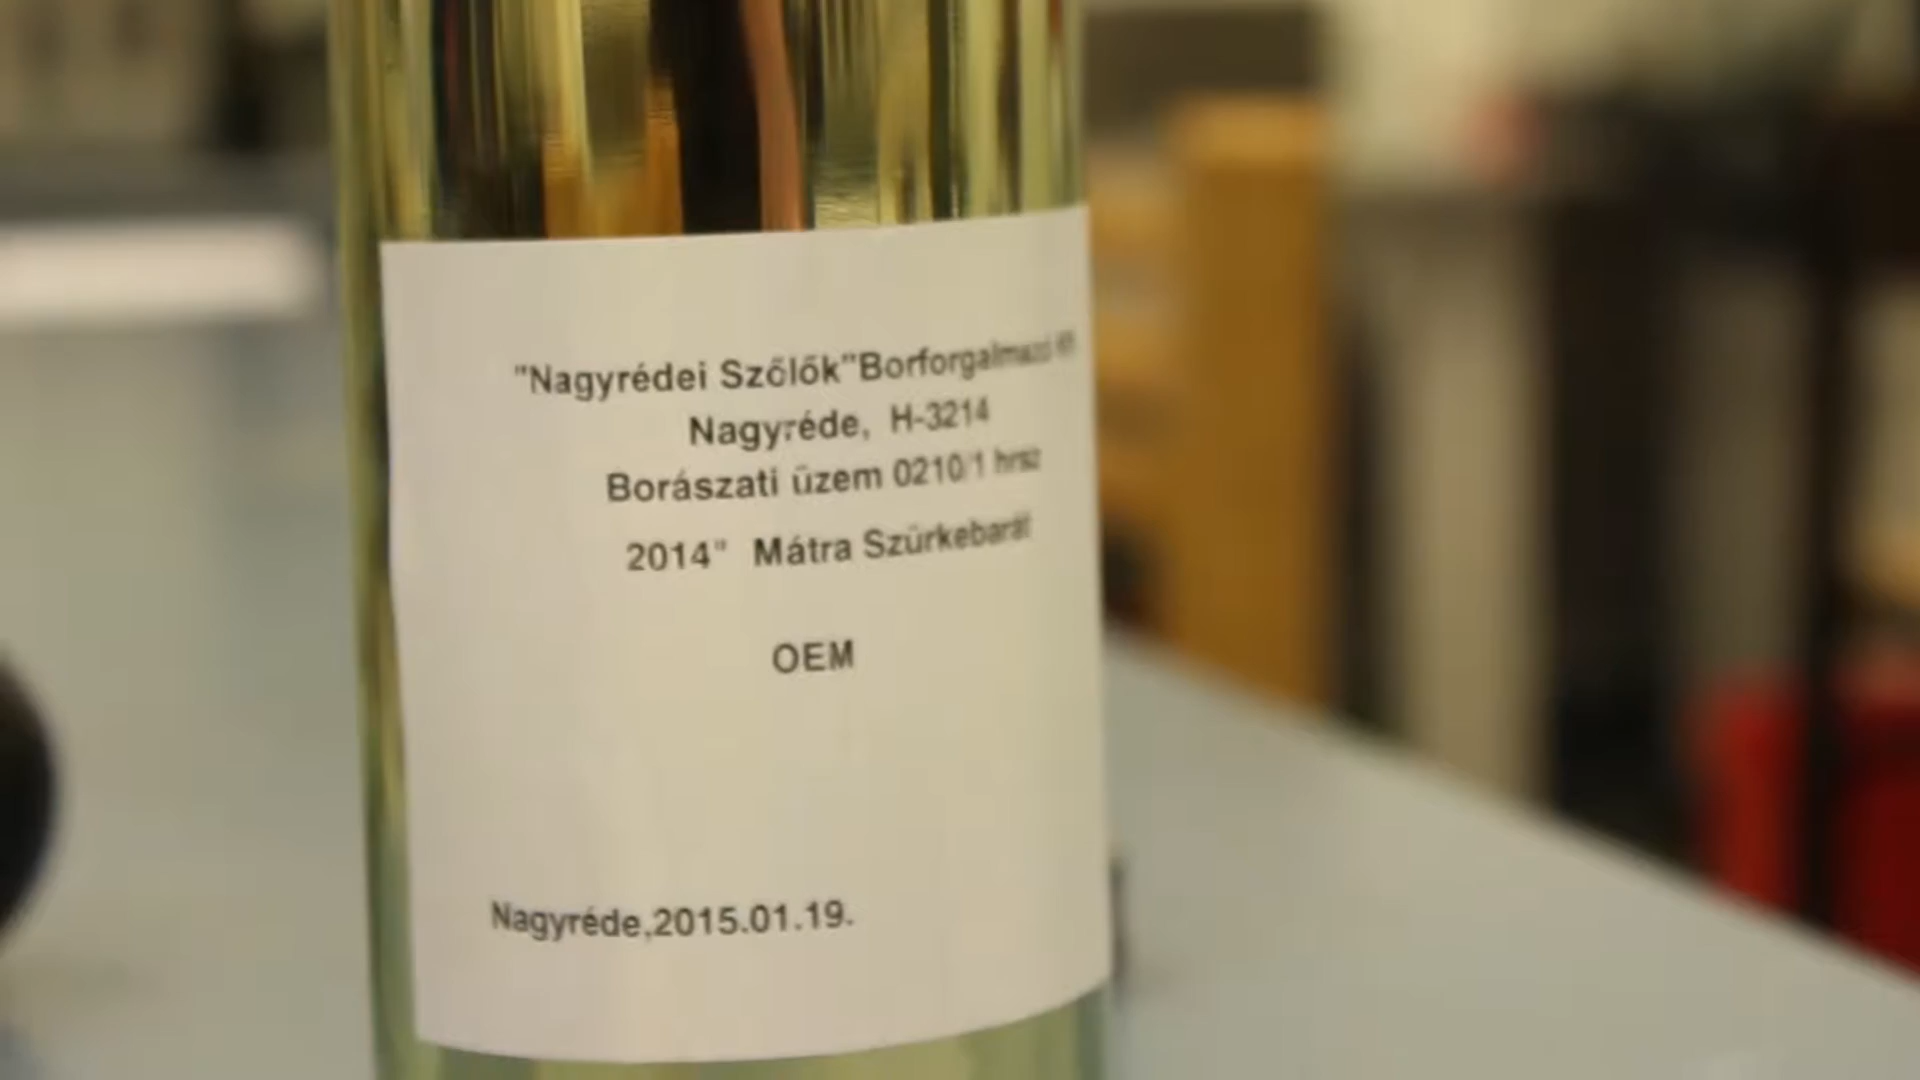 "Nagyrédei Szőlők"Borforgalmazó
Nagyréde, H-3214
Borászati üzem 0210/1 hrsz
2014" Mátra Szürkebarát
OEM
Nagyréde,2015.01.19.